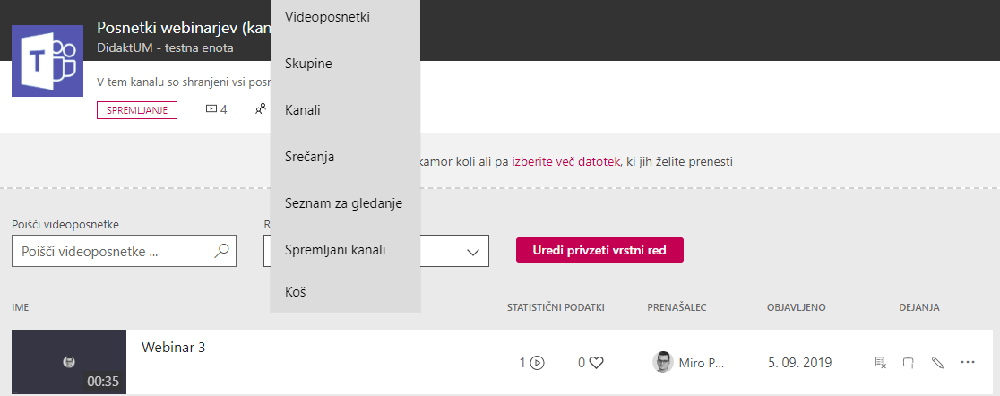 Posnetki webinarjev (kan
DidaktUM - testna enota
V tem kanalu so shranjeni vsi posr
SPREMLJANJE
4
Videoposnetki
Skupine
Kanali
Srečanja
Seznam za gledanje
Spremljani kanali
Koš
kamor koli ali pa izberite več datotek, ki jih želite prenesti
Poišči videoposnetke
R
Poišči videoposnetke ...
Uredi privzeti vrstni red
IME
STATISTIČNI PODATKI
PRENAŠALEC
OBJAVLJENO
DEJANJA
Webinar 3
00:35
1
0
Miro P...
5. 09. 2019